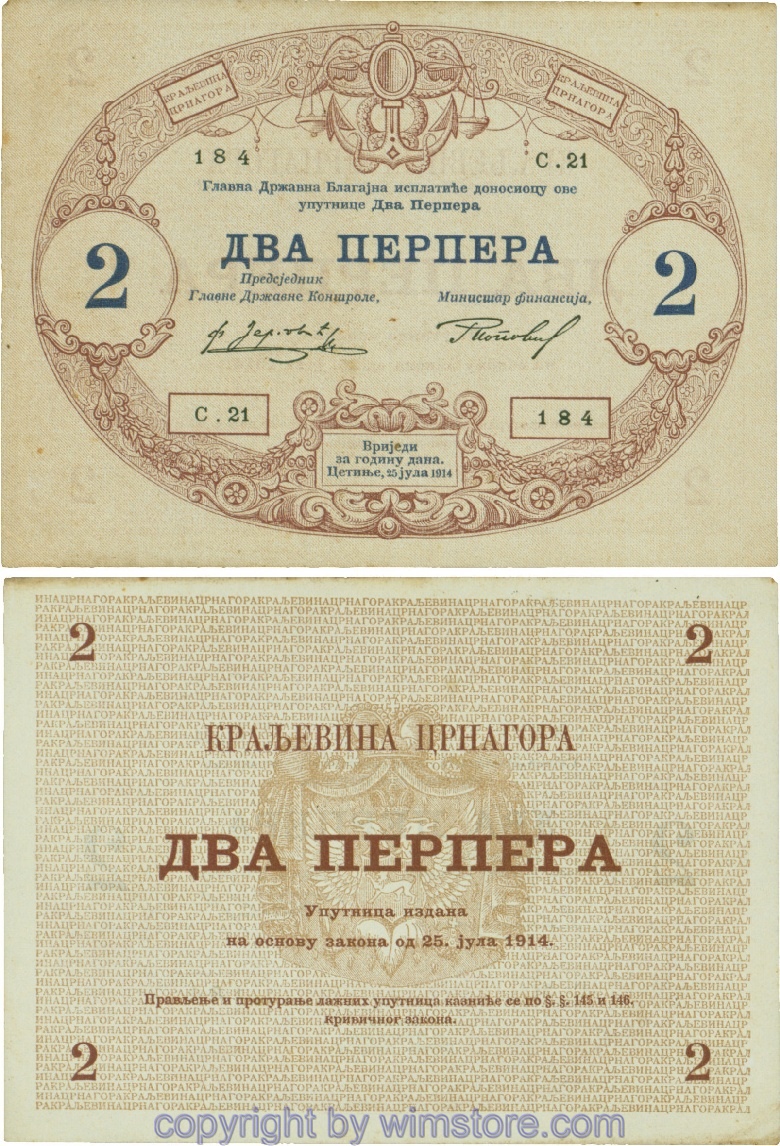 КРАЉЕВИНА
ЦРНАГОРА
КРАЉЕВИНА
ЦРНАГОРА
184 С.21
Главна Државна Благајна исплатиће доносиоцу ове
упутнице Два Перпера
2 ДВА ПЕРПЕРА 2
Предсједник
Главне Државне Контроле, Министар финансија,
С.21 184
Вриједи
за годину дана.
Цетиње, 25 јула 1914
2 2
КРАЉЕВИНА ЦРНАГОРА
ДВА ПЕРПЕРА
Упутница издана
на основу закона од 25. јула 1914.
Прављење и протурање лажних упутница казниће се по §. §. 145 и 146.
кривичног закона.
2 2
copyright by wimstore.com